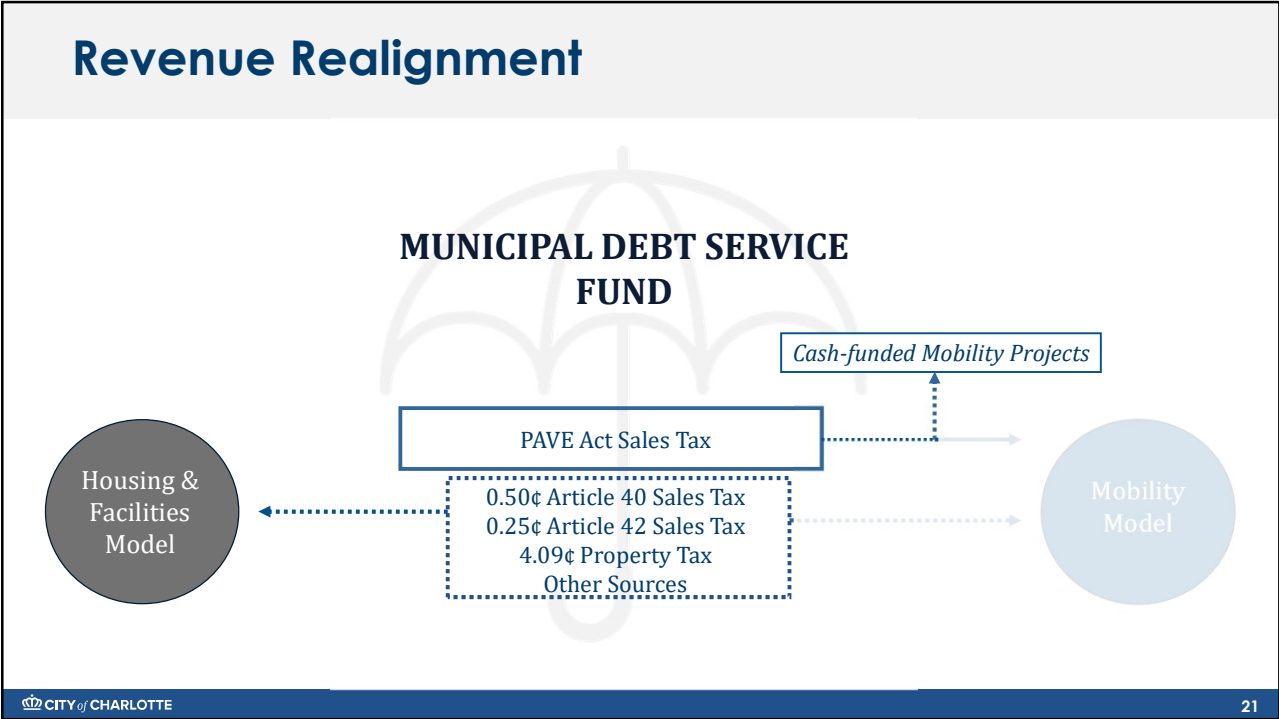 Revenue Realignment
MUNICIPAL DEBT SERVICE
FUND
Cash-funded Mobility Projects
PAVE Act Sales Tax
Housing &
Facilities
Model
0.50¢ Article 40 Sales Tax
0.25¢ Article 42 Sales Tax
4.09¢ Property Tax
Other Sources
Mobility
Model
CITY of CHARLOTTE
21